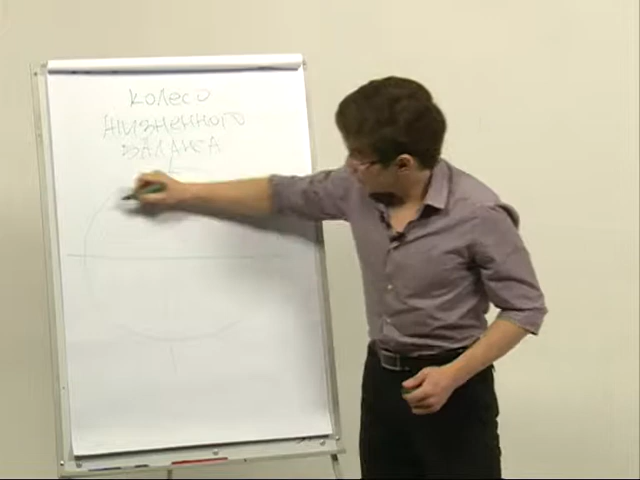 колесо
жизненного
баланса